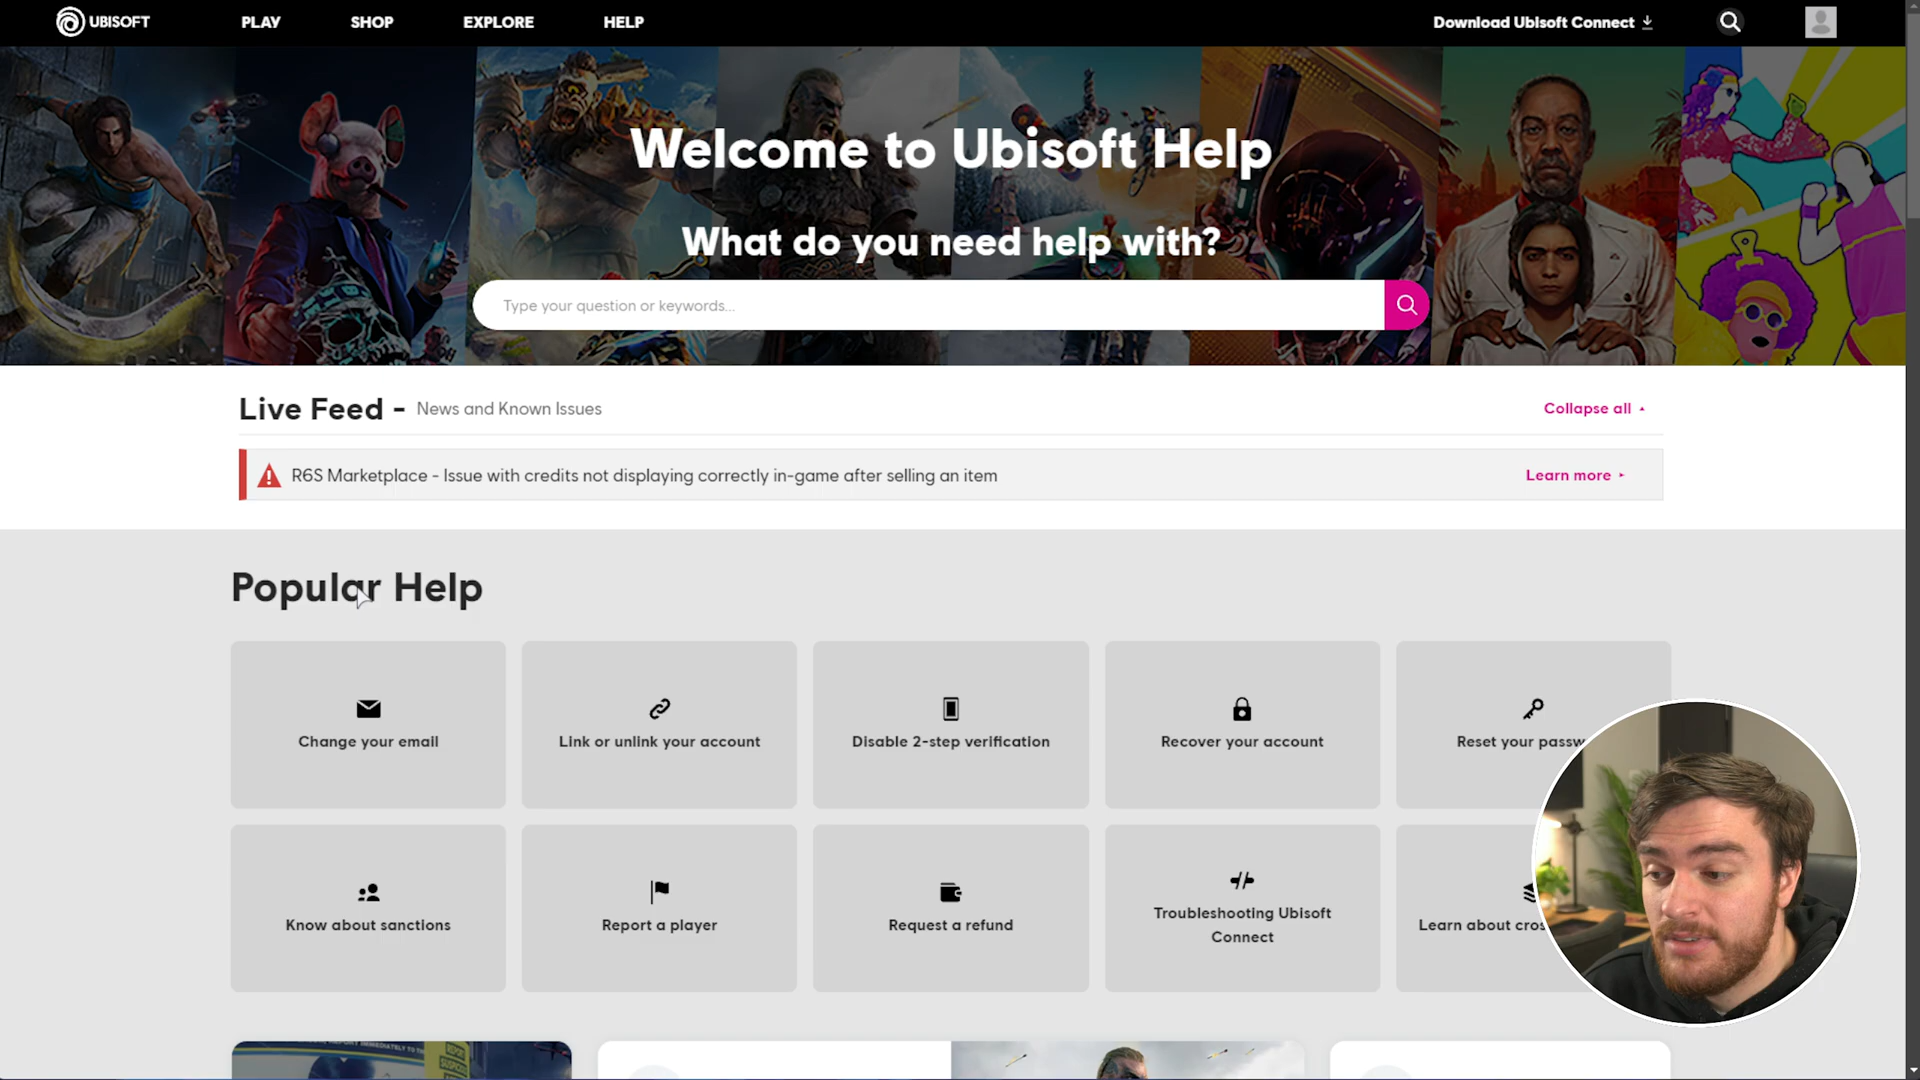 UBISOFT
PLAY
SHOP
EXPLORE
HELP
Download Ubisoft Connect
Welcome to Ubisoft Help
What do you need help with?
Type your question or keywords...
Live Feed - News and Known Issues
Collapse all
R6S Marketplace - Issue with credits not displaying correctly in-game after selling an item
Learn more
Popular Help
Change your email
Link or unlink your account
Disable 2-step verification
Recover your account
Reset your passw
Know about sanctions
Report a player
Request a refund
Troubleshooting Ubisoft
Connect
Learn about cros